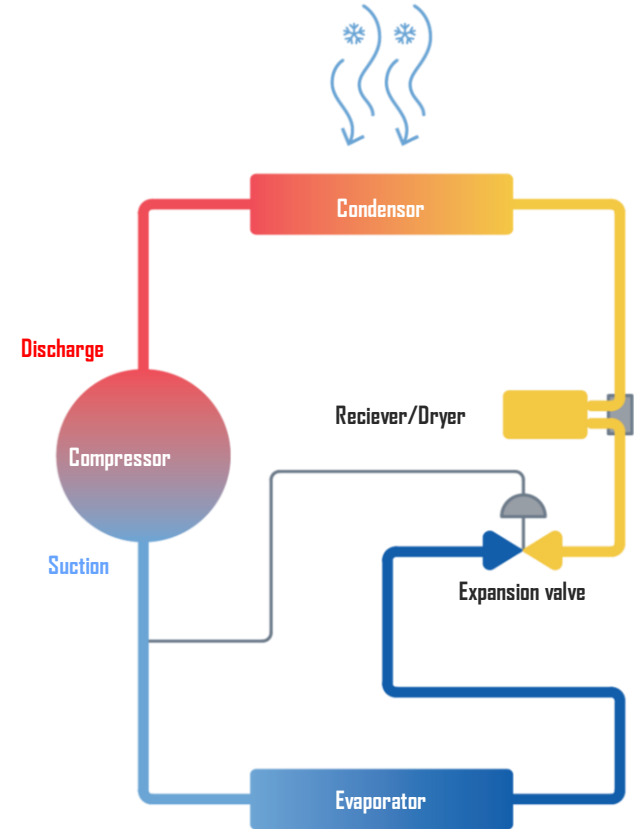 Condensor
Discharge
Reciever/Dryer
Compressor
Suction
Expansion valve
Evaporator